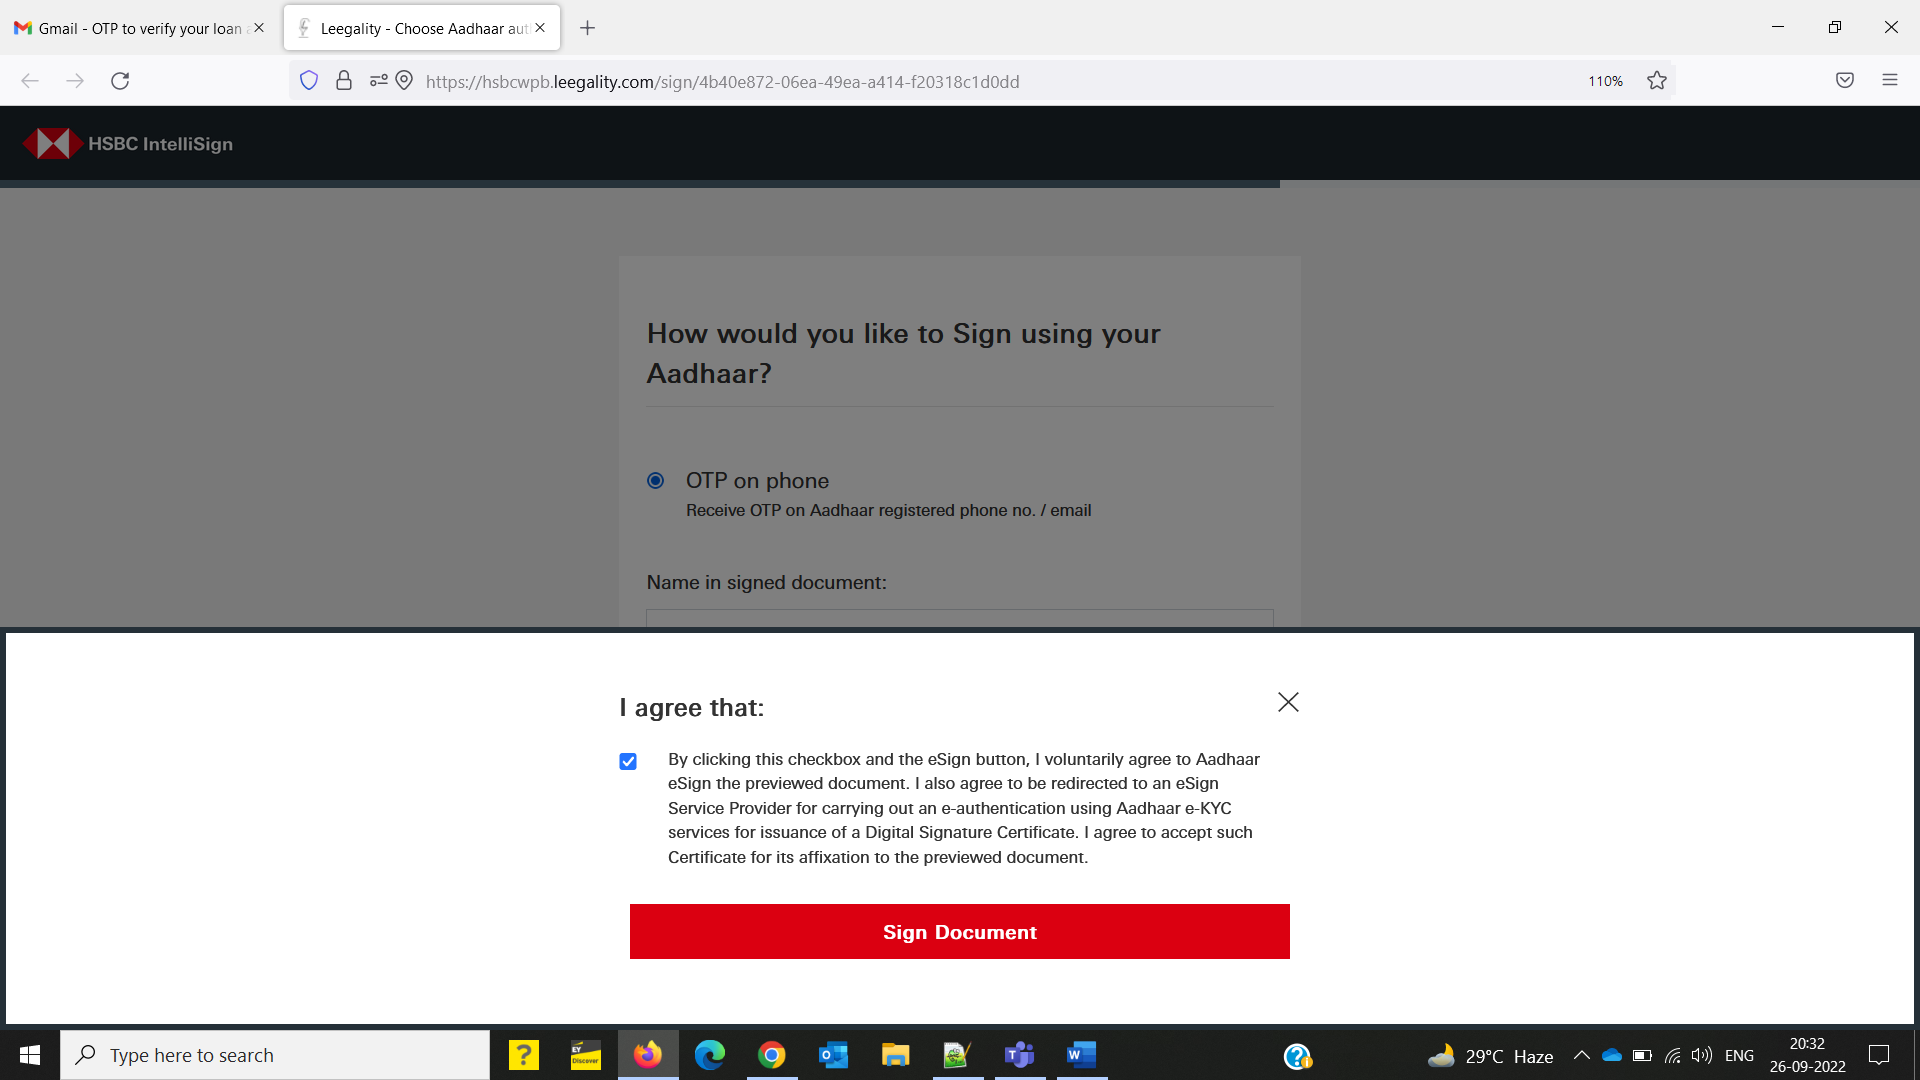 Gmail - OTP to verify your loan
Leegality - Choose Aadhaar aut
https://hsbcwpb.leegality.com/sign/4b40e872-06ea-49ea-a414-f20318c1d0dd
110%
HSBC IntelliSign
How would you like to Sign using your
Aadhaar?
OTP on phone
Receive OTP on Aadhaar registered phone no. / email
Name in signed document:
I agree that:
By clicking this checkbox and the eSign button, I voluntarily agree to Aadhaar
eSign the previewed document. I also agree to be redirected to an eSign
Service Provider for carrying out an e-authentication using Aadhaar e-KYC
services for issuance of a Digital Signature Certificate. I agree to accept such
Certificate for its affixation to the previewed document.
Sign Document
Type here to search
?
EY
Discover
29°C Haze
ENG
20:32
26-09-2022